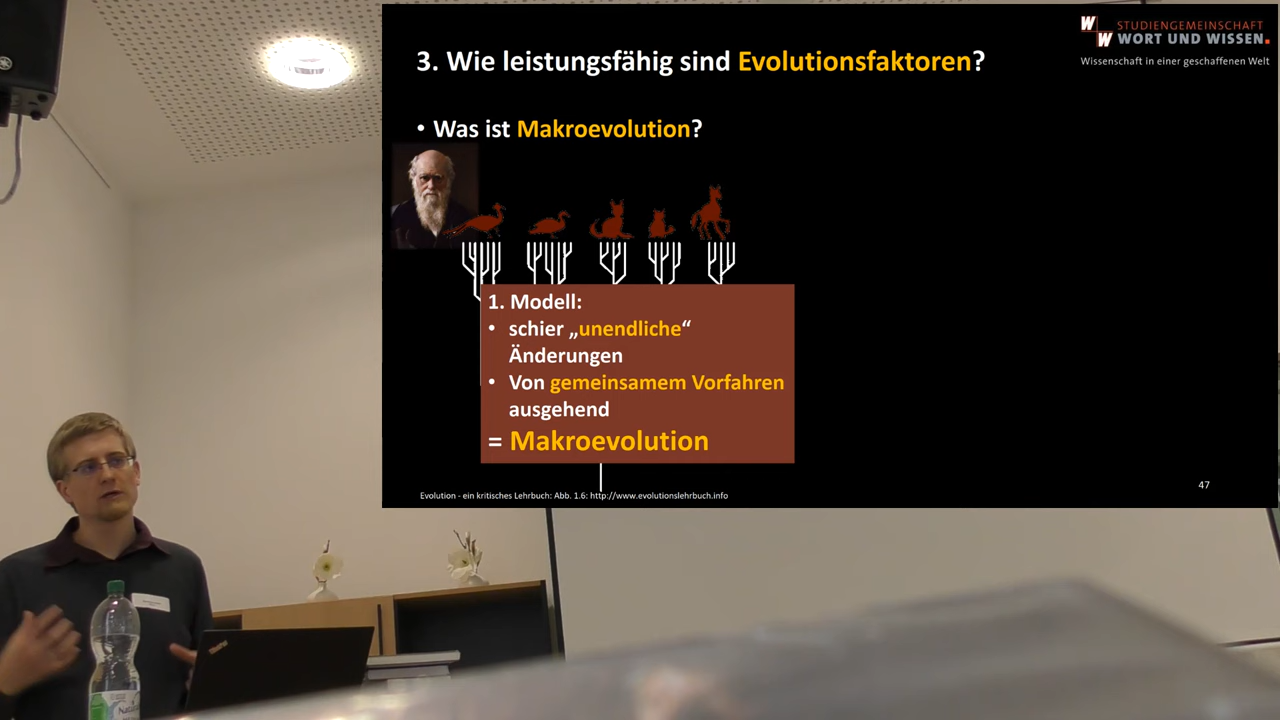 3. Wie leistungsfähig sind Evolutionsfaktoren?
W
W
STUDIENGEMEINSCHAFT
WORT UND WISSEN.
Wissenschaft in einer geschaffenen Welt
• Was ist Makroevolution?
1. Modell:
• schier „unendliche“
Änderungen
• Von gemeinsamem Vorfahren
ausgehend
= Makroevolution
Evolution - ein kritisches Lehrbuch: Abb. 1.6: http://www.evolutionslehrbuch.info
47
ThinkPad